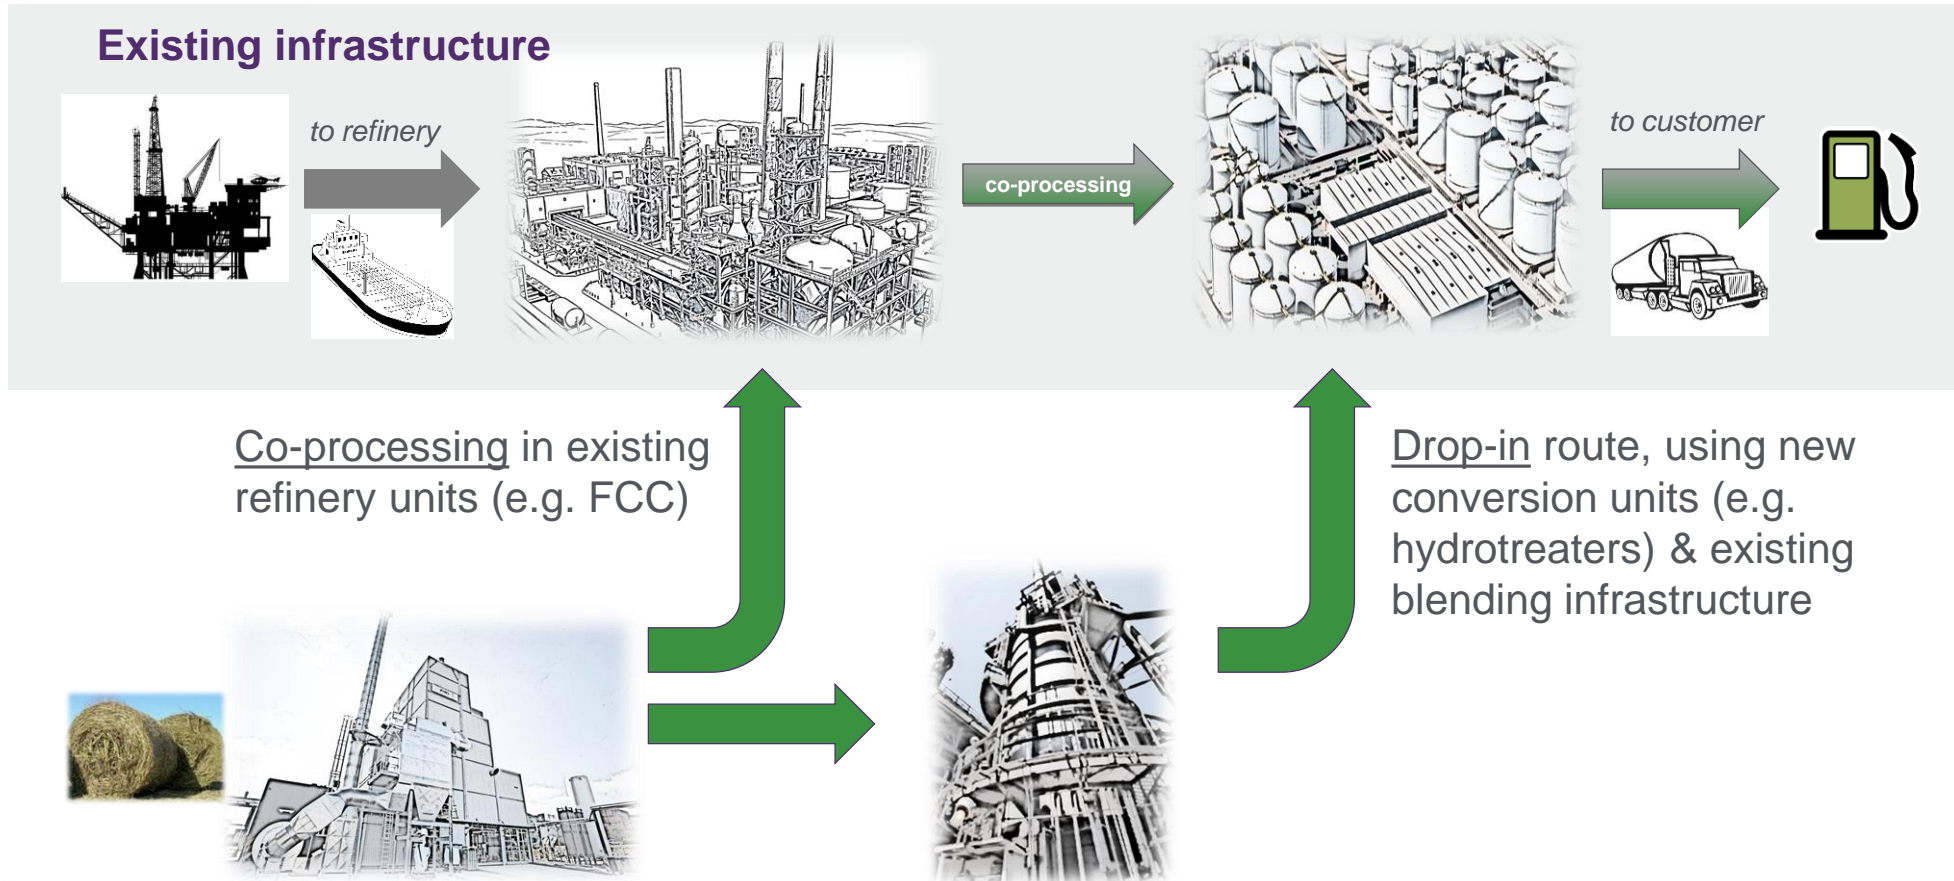 Existing infrastructure
to refinery
co-processing
to customer
Co-processing in existing
refinery units (e.g. FCC)
Drop-in route, using new
conversion units (e.g.
hydrotreaters) & existing
blending infrastructure